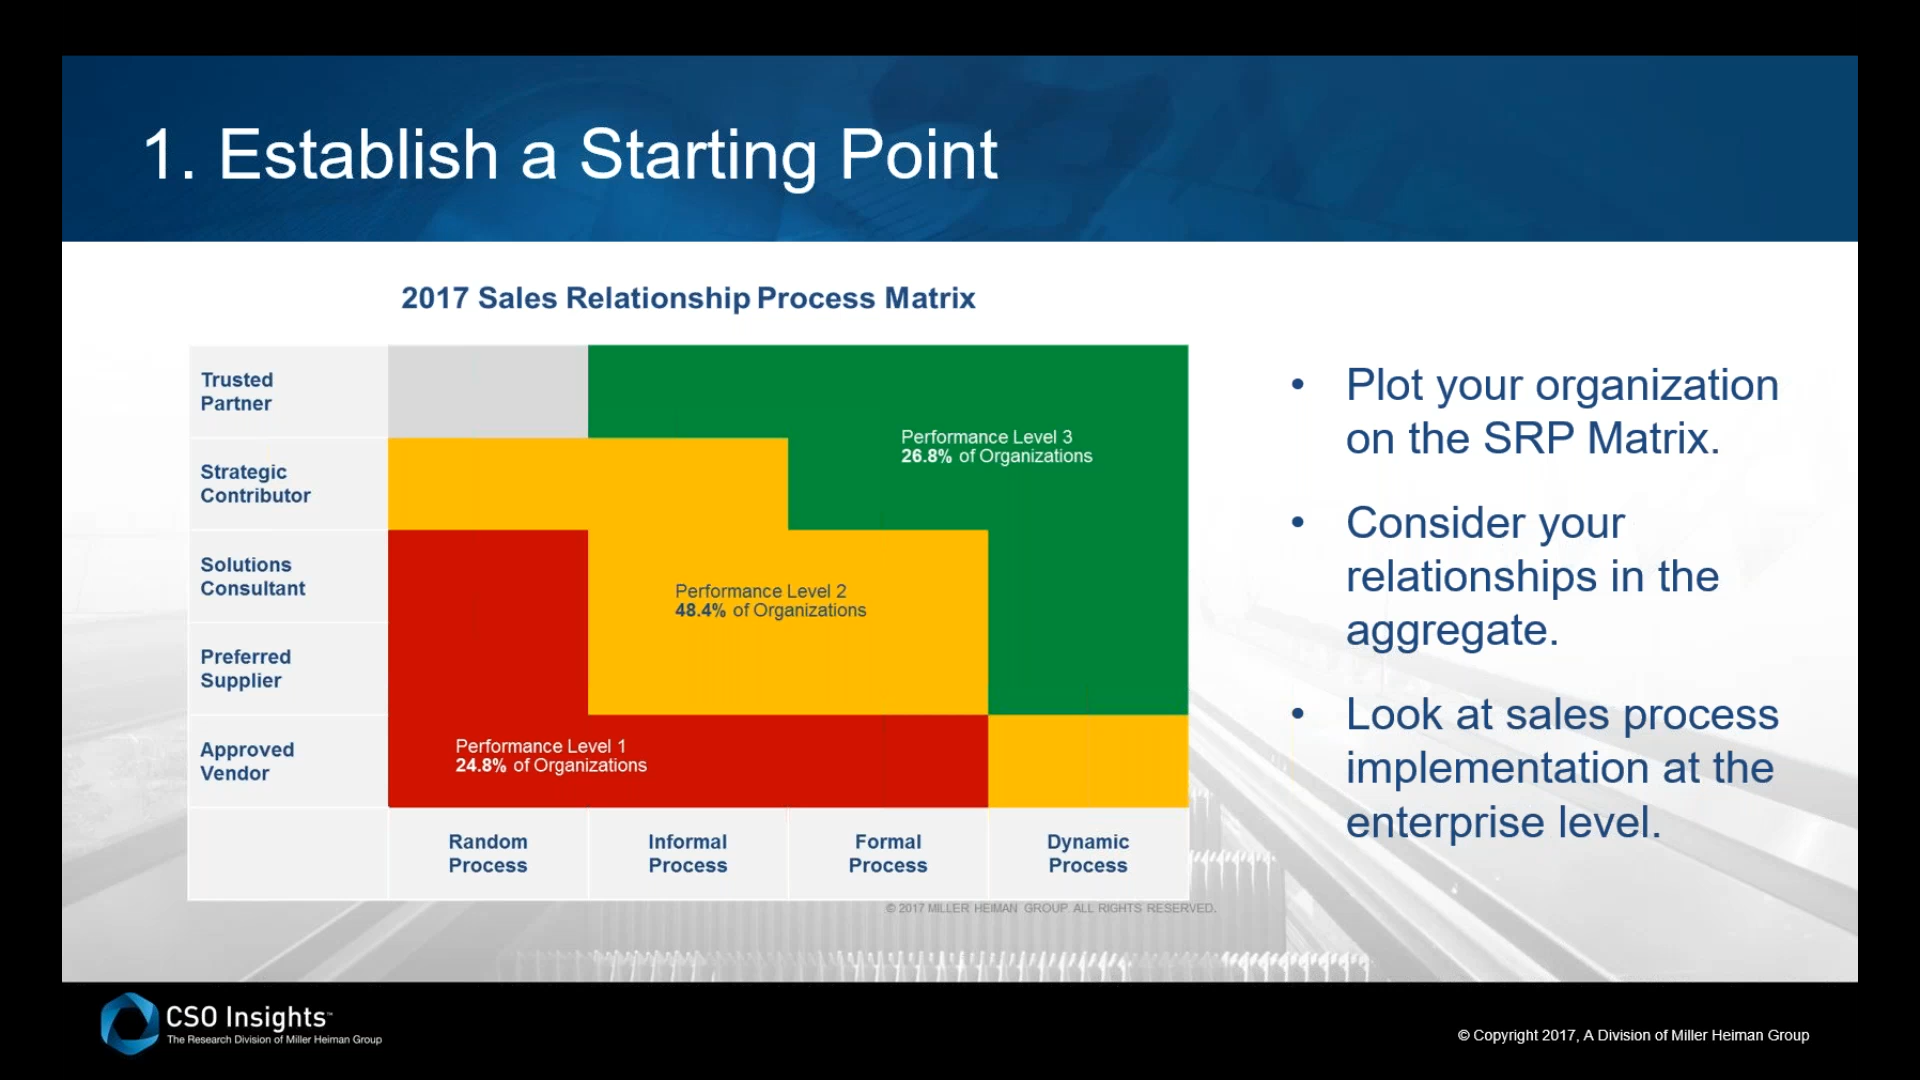 1. Establish a Starting Point
2017 Sales Relationship Process Matrix
Trusted
Partner
Strategic
Contributor
Solutions
Consultant
Preferred
Supplier
Approved
Vendor
Performance Level 3
26.8% of Organizations
Performance Level 2
48.4% of Organizations
Performance Level 1
24.8% of Organizations
Random
Process
Informal
Process
Formal
Process
Dynamic
Process
© 2017 MILLER HEIMAN GROUP. ALL RIGHTS RESERVED.
• Plot your organization
on the SRP Matrix.
• Consider your
relationships in the
aggregate.
• Look at sales process
implementation at the
enterprise level.
CSO Insights™
The Research Division of Miller Heiman Group
© Copyright 2017, A Division of Miller Heiman Group